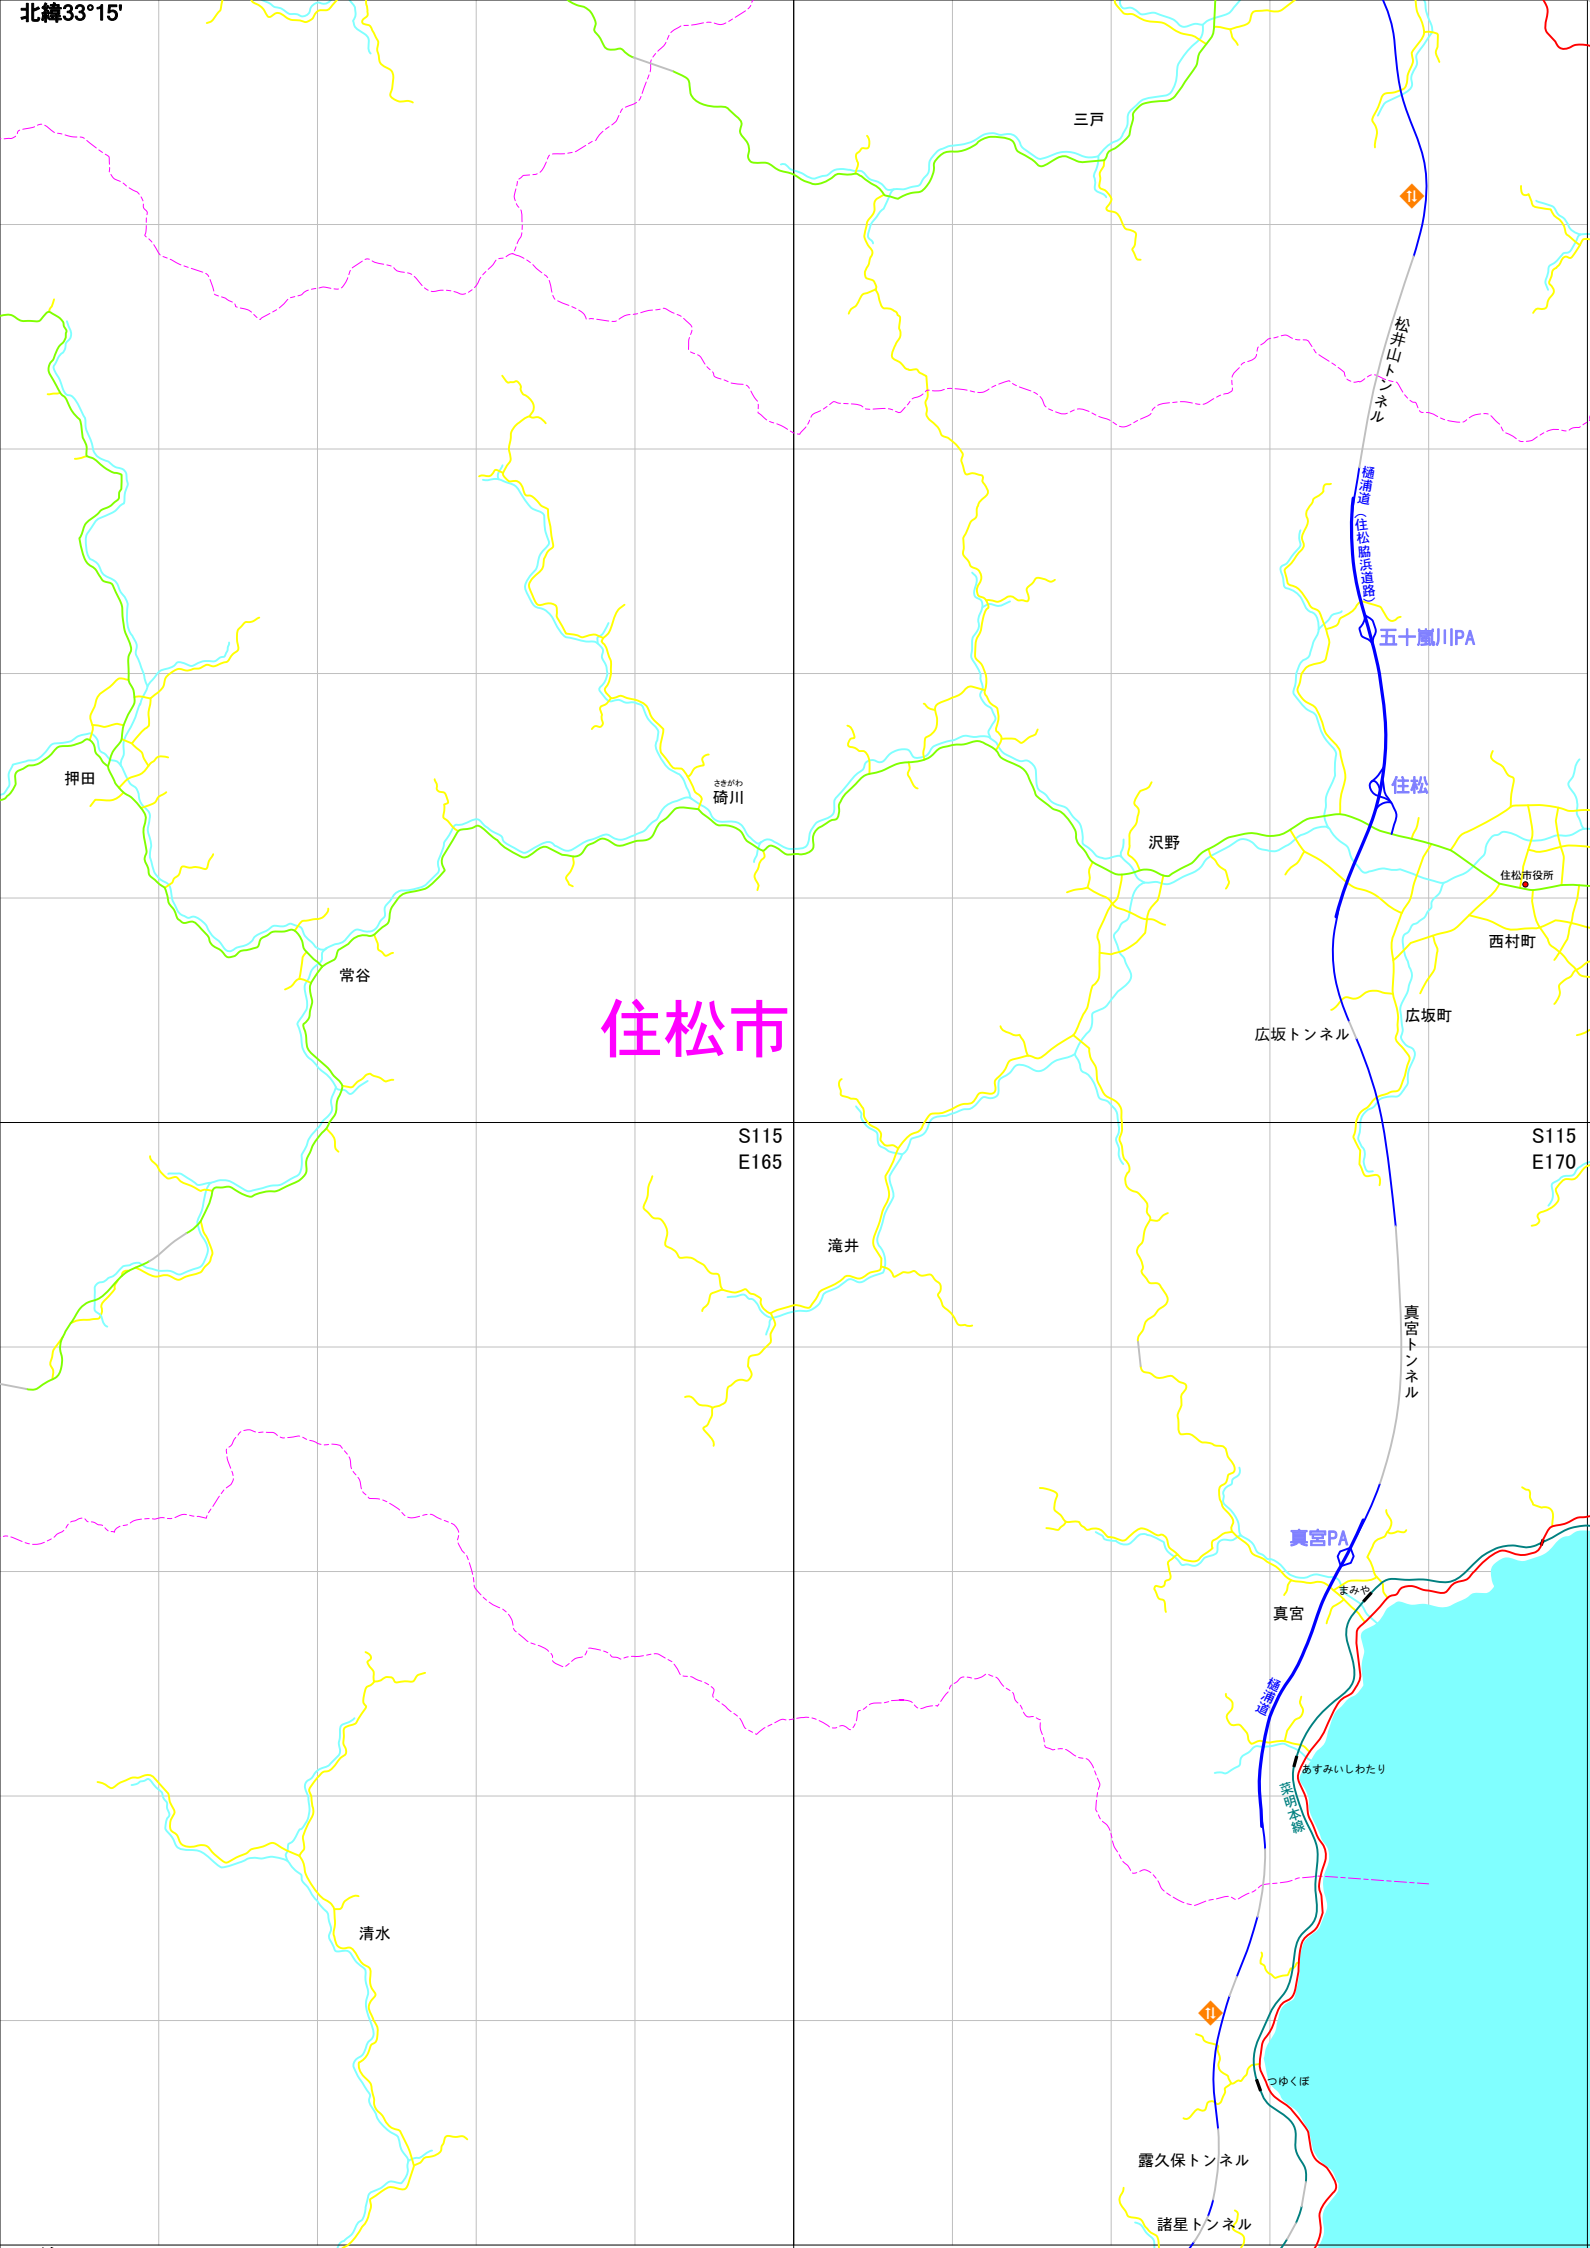 北緯33°15'
三戸
松井山トンネル
樋浦道（住松脇浜道路）
五十嵐川PA
押田
さきがわ
碕川
住松
沢野
住松市役所
西村町
常谷
住松市
広坂町
広坂トンネル
S115
E165
S115
E170
滝井
真宮トンネル
真宮PA
まみや
真宮
樋浦道
あすみいしわたり
菜明本線
清水
つゆくぼ
露久保トンネル
諸星トンネル